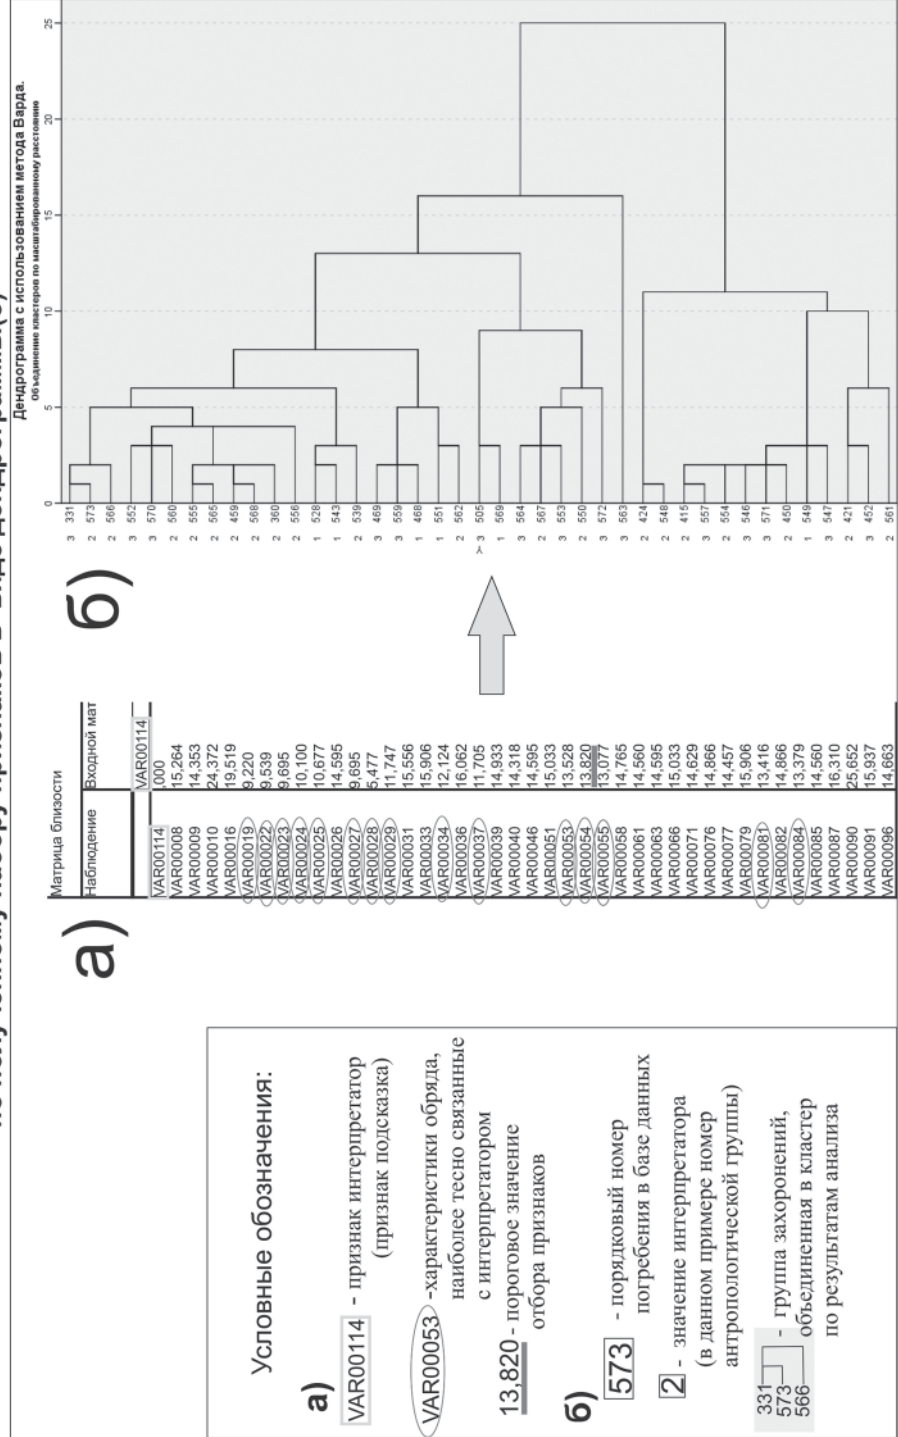 Условные обозначения:
а)
VAR00114 - признак интерпретатор
(признак подсказка)
VAR00053 -характеристики обряда,
наиболее тесно связанные
с интерпретатором
13,820 - пороговое значение
отбора признаков
б)
573 - порядковый номер
погребения в базе данных
2 - значение интерпретатора
(в данном примере номер
антропологической группы)
331
573
566
- группа захоронений,
объединенная в кластер
по результатам анализа
а)
Матрица близости
Наблюдение Входной мат
VAR00114
VAR00114 ,000
VAR00008 15,264
VAR00009 14,353
VAR00010 24,372
VAR00016 19,519
VAR00019 9,220
VAR00022 9,539
VAR00023 9,695
VAR00024 10,100
VAR00025 10,677
VAR00026 14,595
VAR00027 9,695
VAR00028 5,477
VAR00029 11,747
VAR00031 15,556
VAR00033 15,906
VAR00034 12,124
VAR00036 16,062
VAR00037 11,705
VAR00039 14,933
VAR00040 14,318
VAR00046 14,595
VAR00051 15,033
VAR00053 13,528
VAR00054 13,820
VAR00055 13,077
VAR00058 14,765
VAR00061 14,560
VAR00063 14,595
VAR00066 15,033
VAR00071 14,629
VAR00076 14,866
VAR00077 14,457
VAR00079 15,906
VAR00081 13,416
VAR00082 14,866
VAR00084 13,379
VAR00085 14,560
VAR00087 16,310
VAR00090 25,652
VAR00091 15,937
VAR00096 14,663
б)
Дендрограмма с использованием метода Варда.
Объединение кластеров по масштабированному расстоянию
0 5 10 15 20 25
Y
3 331
2 573
2 566
3 552
3 570
2 560
2 555
2 565
2 459
2 568
2 360
2 556
1 528
1 543
2 539
3 469
3 559
1 468
1 551
2 562
3 505
1 569
3 564
2 567
3 553
2 550
3 572
3 563
2 424
2 548
2 415
3 557
2 554
3 546
3 571
2 450
1 549
3 547
2 421
3 452
2 561